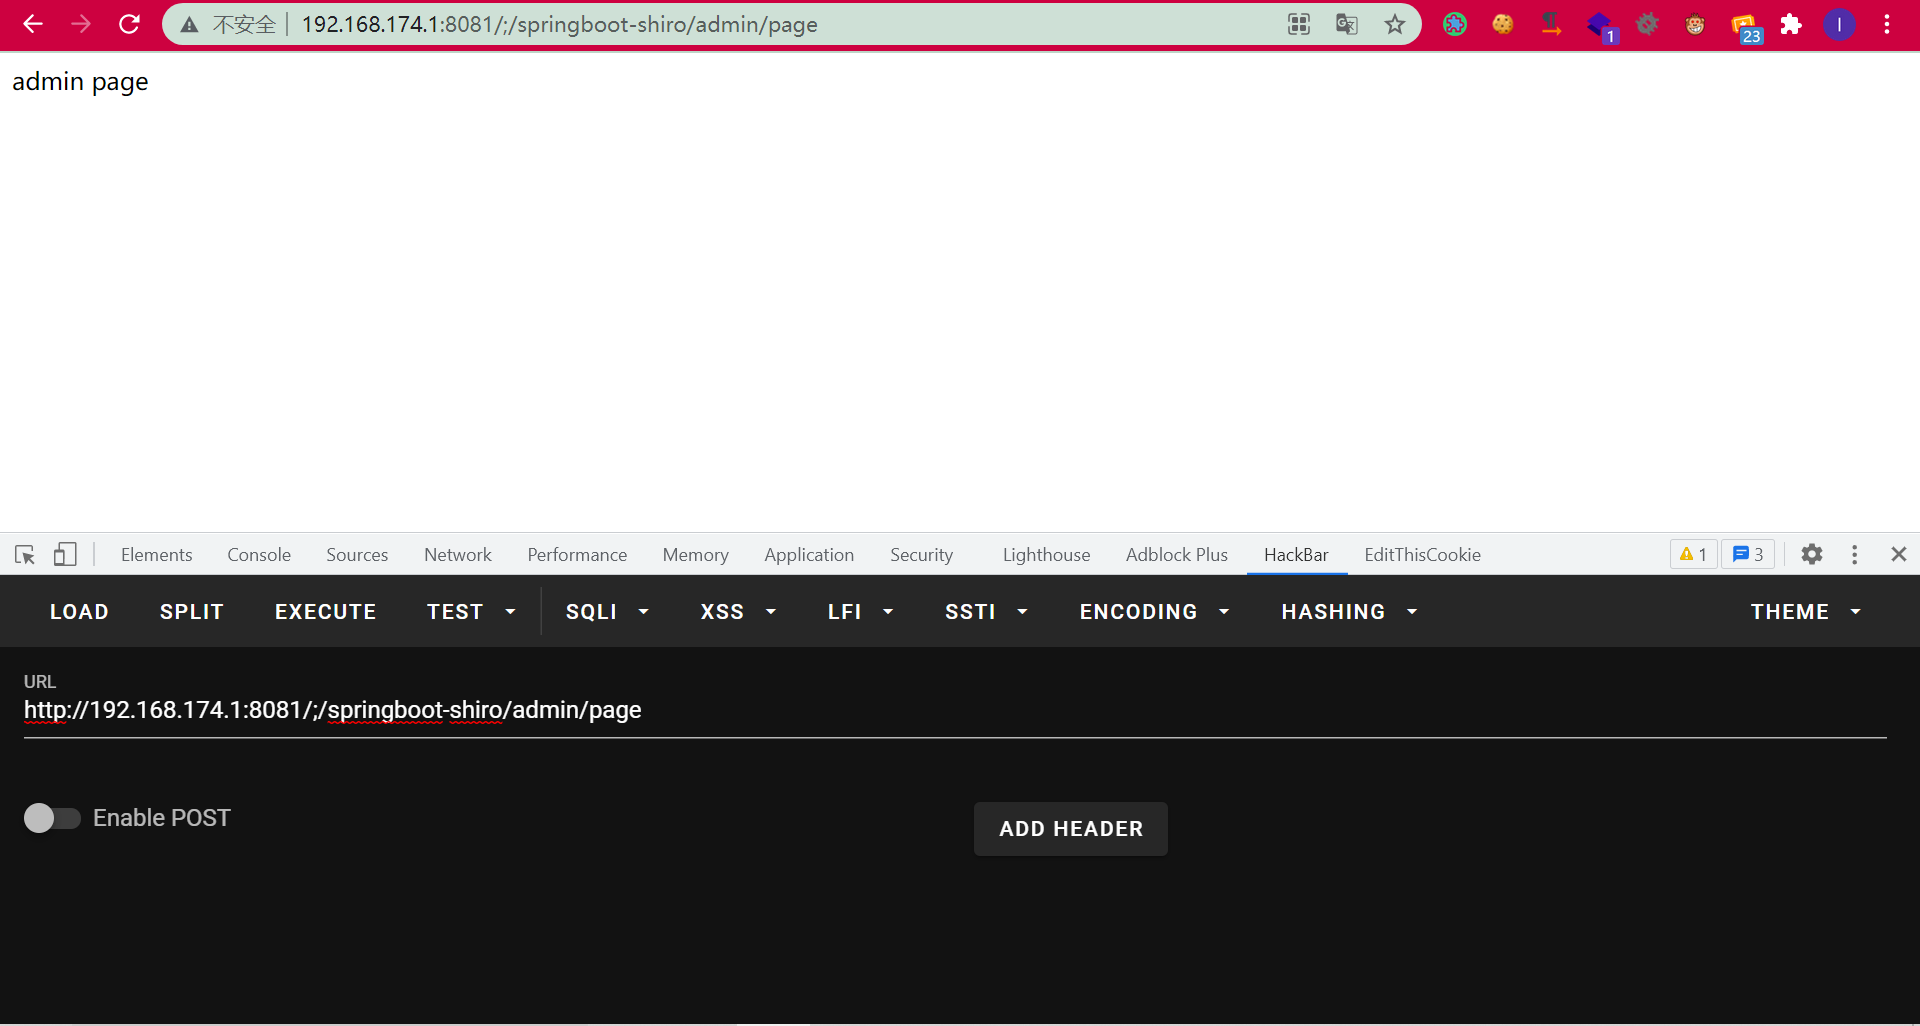 不安全 192.168.174.1:8081/;/springboot-shiro/admin/page
1
23
I
admin page
Elements Console Sources Network Performance Memory Application Security Lighthouse Adblock Plus HackBar EditThisCookie 1 3
LOAD SPLIT EXECUTE TEST SQLI XSS LFI SSTI ENCODING HASHING THEME
URL
http://192.168.174.1:8081/;/springboot-shiro/admin/page
Enable POST
ADD HEADER